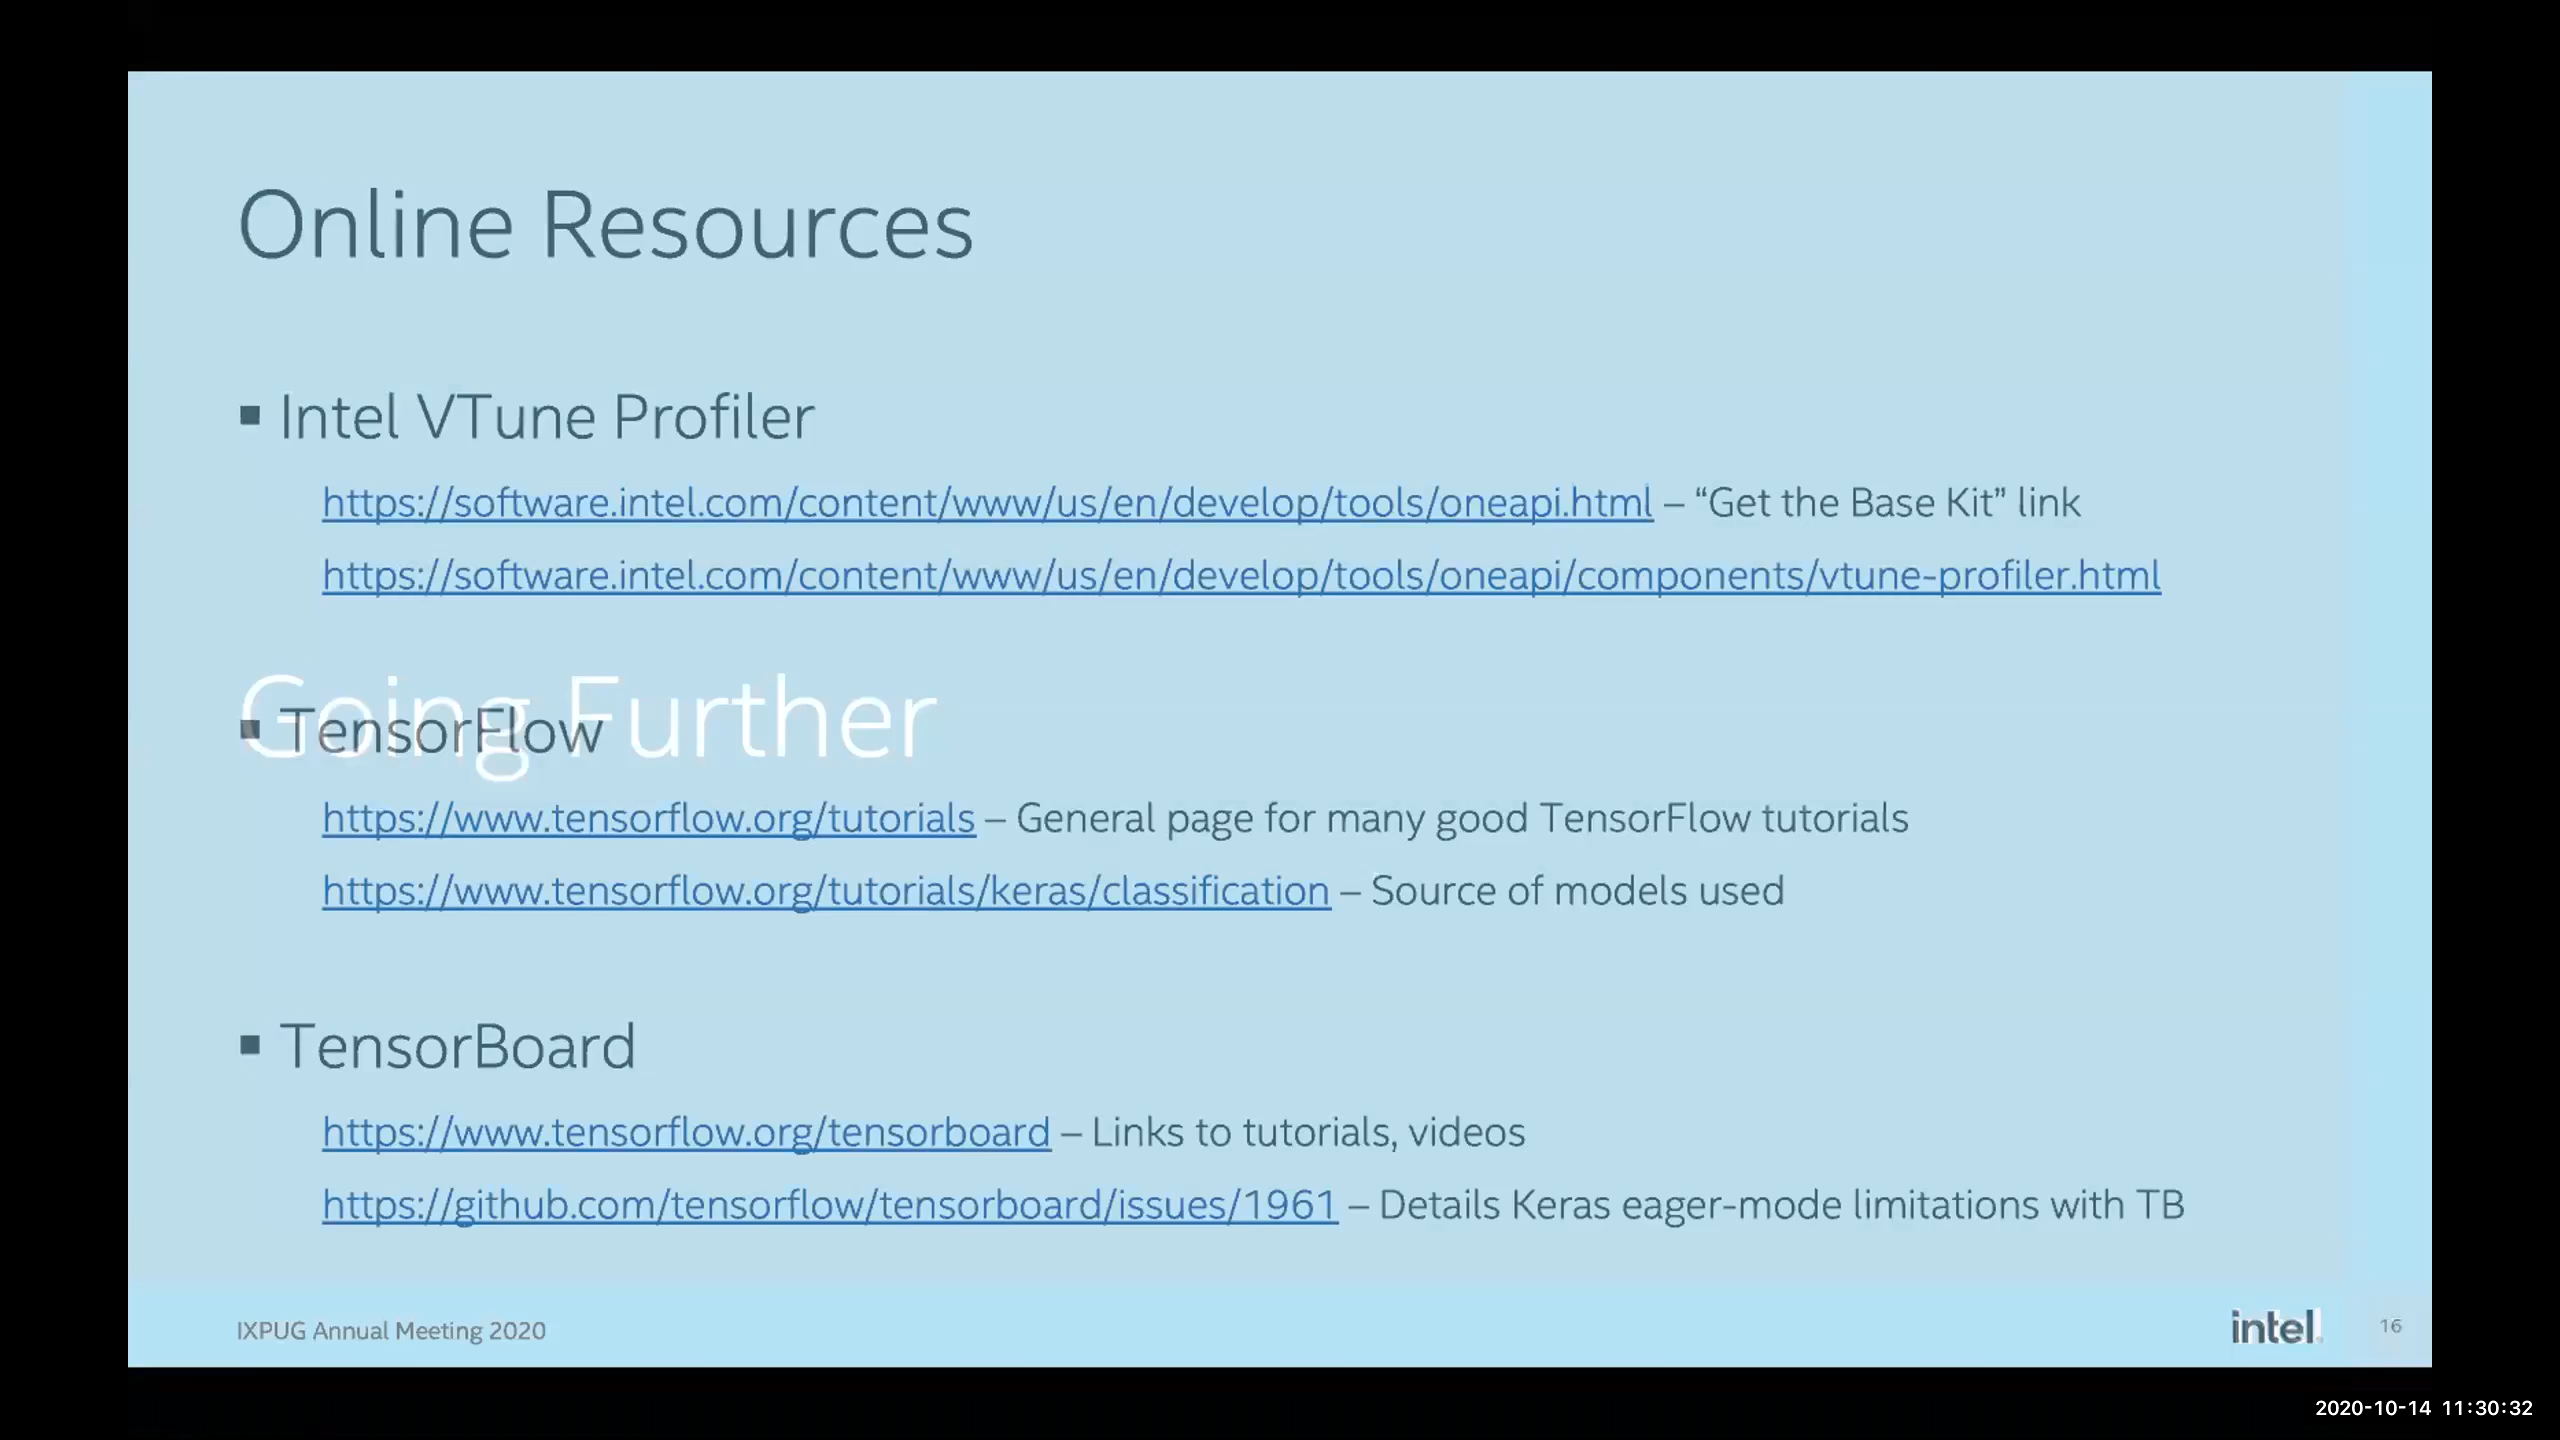 Online Resources
▪ Intel VTune Profiler
https://software.intel.com/content/www/us/en/develop/tools/oneapi.html – “Get the Base Kit” link
https://software.intel.com/content/www/us/en/develop/tools/oneapi/components/vtune-profiler.html
Going Further
▪ TensorFlow
https://www.tensorflow.org/tutorials – General page for many good TensorFlow tutorials
https://www.tensorflow.org/tutorials/keras/classification – Source of models used
▪ TensorBoard
https://www.tensorflow.org/tensorboard – Links to tutorials, videos
https://github.com/tensorflow/tensorboard/issues/1961 – Details Keras eager-mode limitations with TB
IXPUG Annual Meeting 2020
intel.
16
2020-10-14 11:30:32